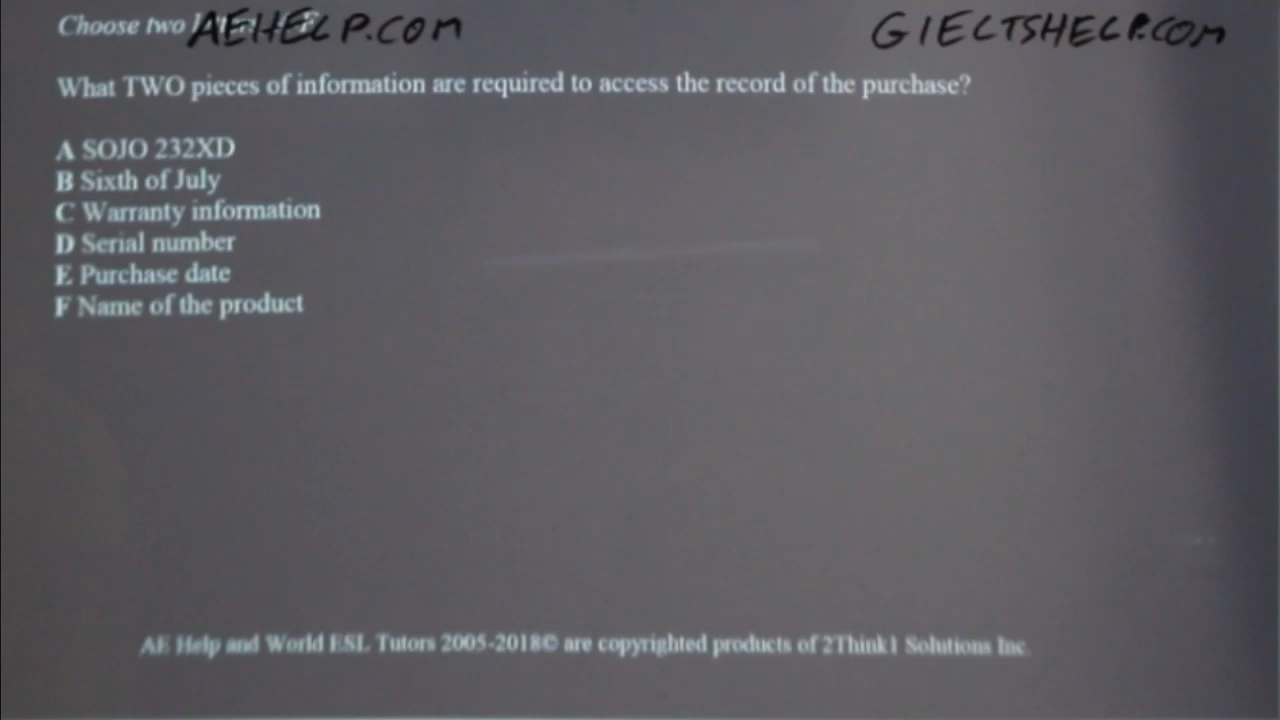 Choose two
AEHELP.COM
GIELTSHELP.COM
What TWO pieces of information are required to access the record of the purchase?
A SOJO 232XD
B Sixth of July
C Warranty information
D Serial number
E Purchase date
F Name of the product
AE Help and World ESL Tutors 2005-2018© are copyrighted products of 2Think1 Solutions Inc.